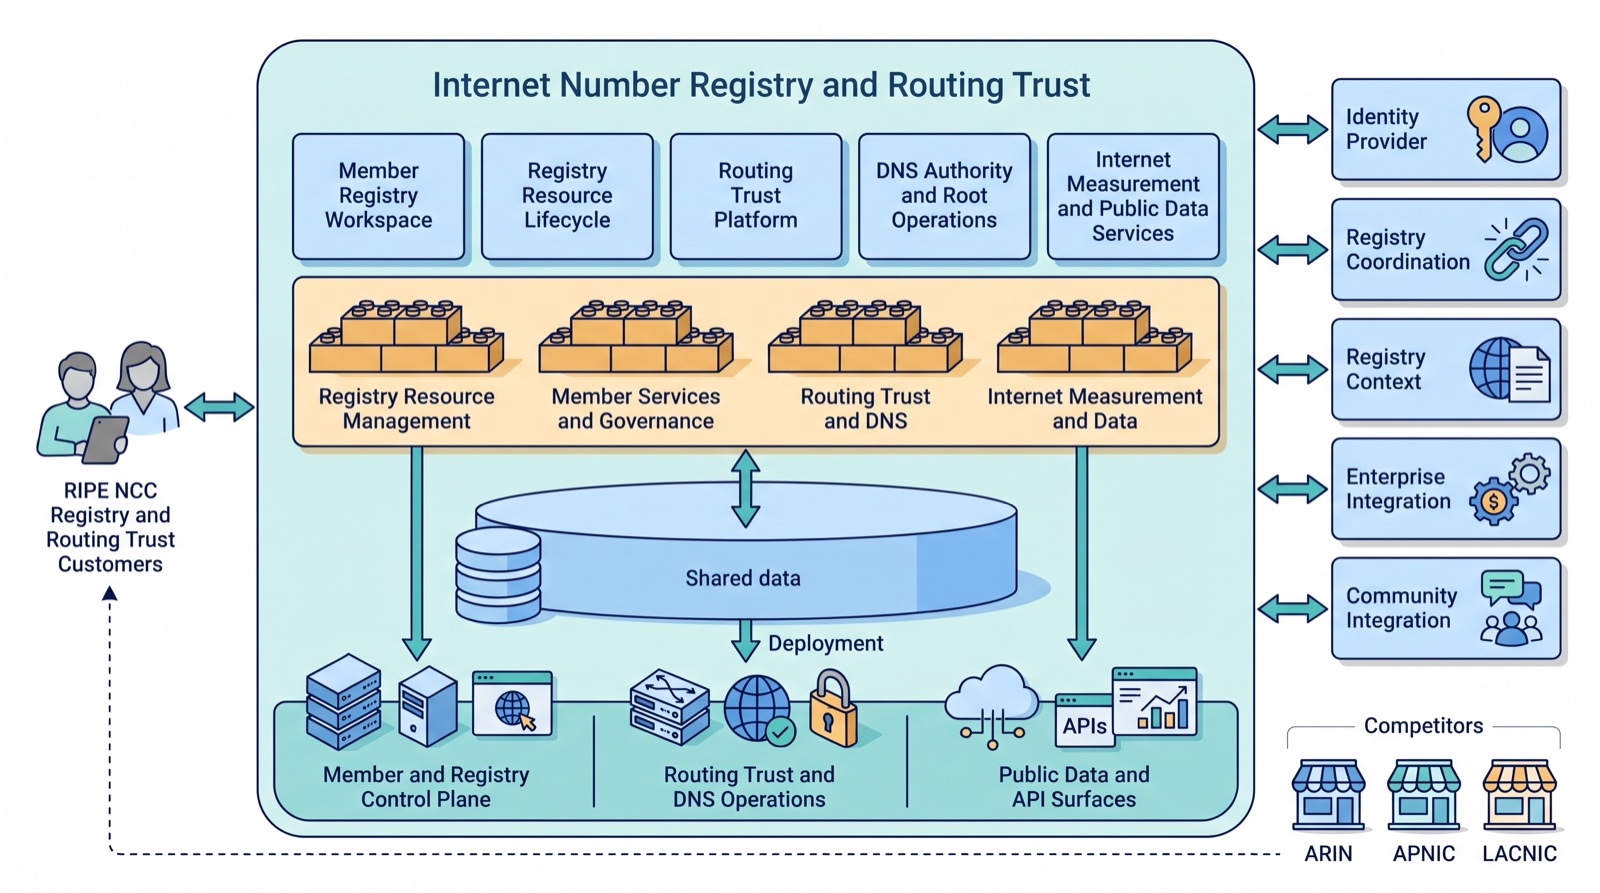 Internet Number Registry and Routing Trust
Member
Registry
Workspace
Registry
Resource
Lifecycle
Routing
Trust
Platform
DNS Authority
and Root
Operations
Internet
Measurement
and Public Data
Services
Registry Resource
Management
Member Services
and Governance
Routing Trust
and DNS
Internet Measurement
and Data
RIPE NCC
Registry and
Routing Trust
Customers
Shared data
Deployment
$
APIs
Member and Registry
Control Plane
Routing Trust and
DNS Operations
Public Data and
API Surfaces
Identity
Provider
Registry
Coordination
Registry
Context
Enterprise
Integration
Community
Integration
Competitors
ARIN
APNIC
LACNIC